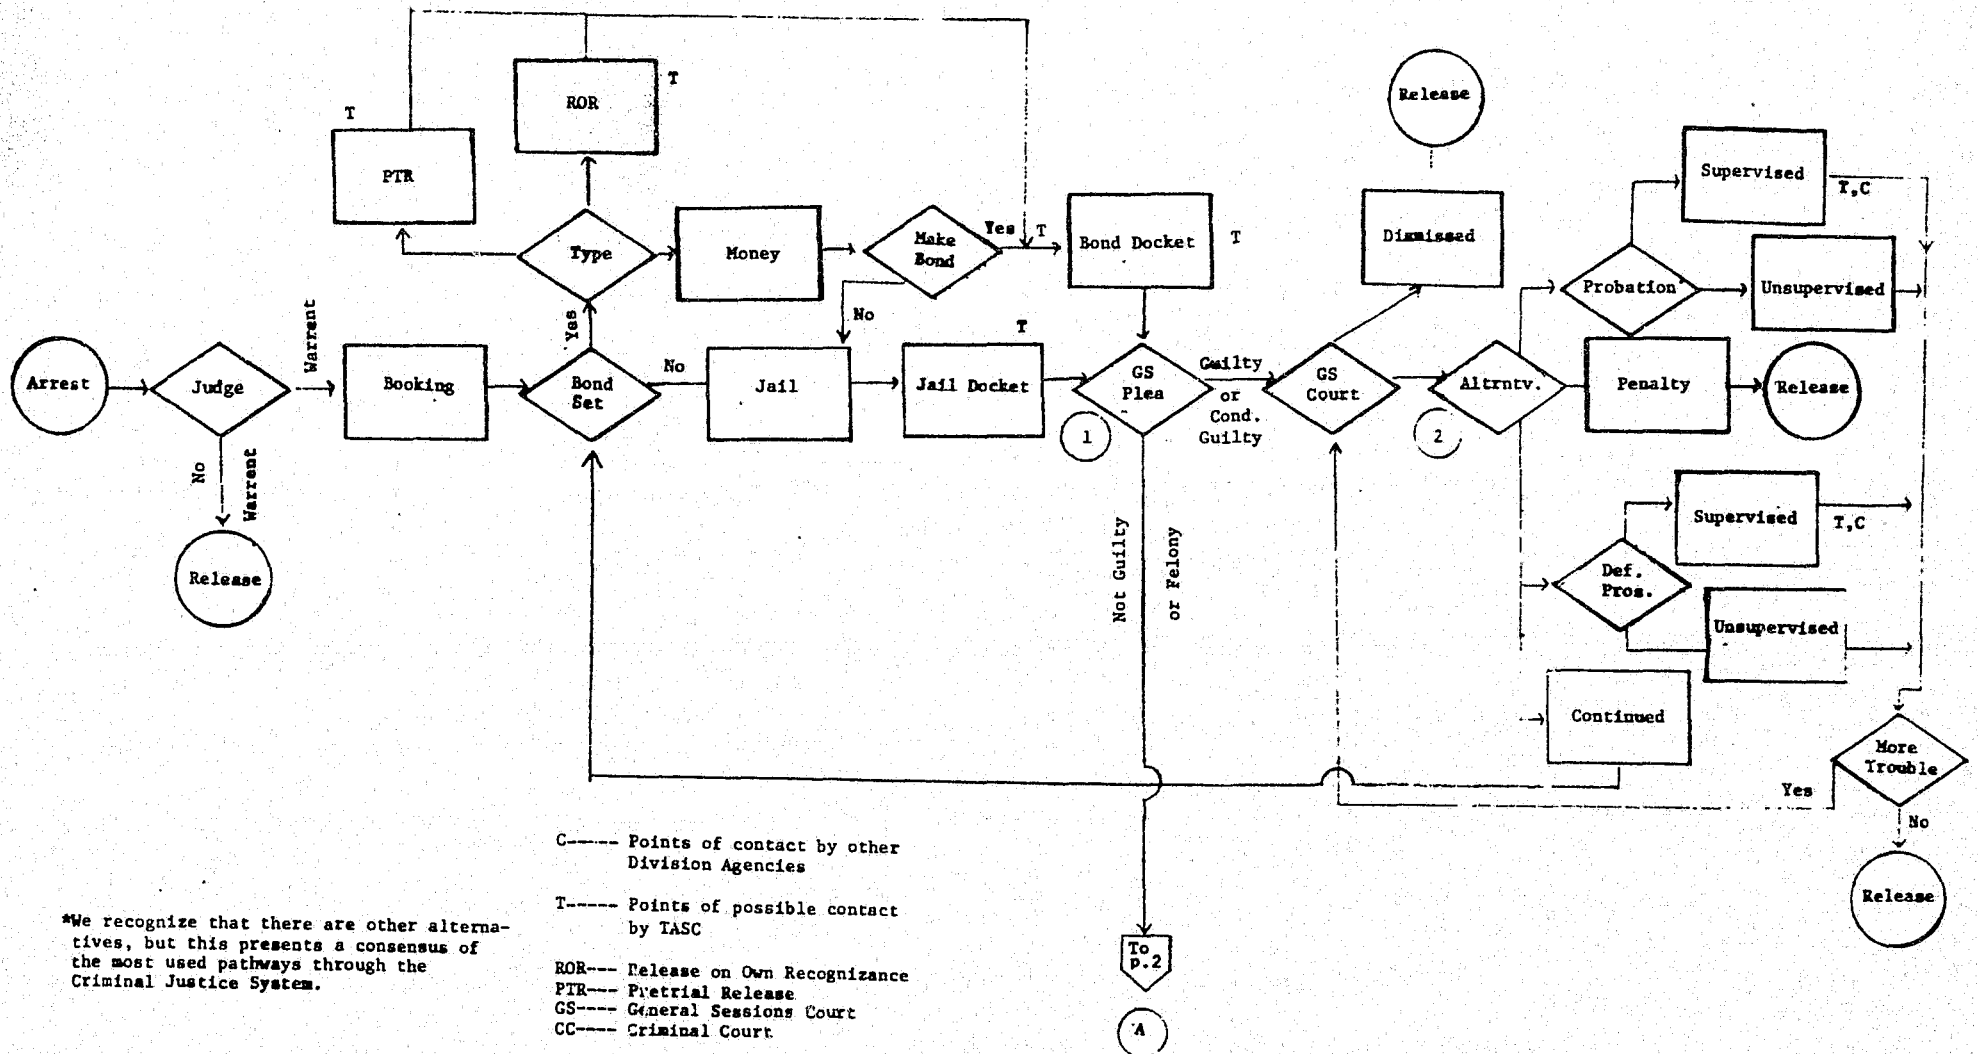 T
ROR
T
PTR
Release
Supervised
T,C
Type
Money
Make
Bond
Yes
T
Bond Docket
T
Dismissed
Probation
Unsupervised
Arrest
Judge
Warrent
Booking
Yes
Bond
Set
No
No
Jail
T
Jail Docket
GS
Plea
1
Guilty
or
Cond.
Guilty
GS
Court
2
Altrntv.
Penalty
Release
No
Warrent
Release
Not Guilty
or Felony
Supervised
T,C
Def.
Pros.
Unsupervised
Continued
More
Trouble
Yes
No
Release
C----- Points of contact by other
Division Agencies
T----- Points of possible contact
by TASC
ROR--- Release on Own Recognizance
PTR--- Pretrial Release
GS---- General Sessions Court
CC---- Criminal Court
*We recognize that there are other alterna-
tives, but this presents a consensus of
the most used pathways through the
Criminal Justice System.
To
p.2
A